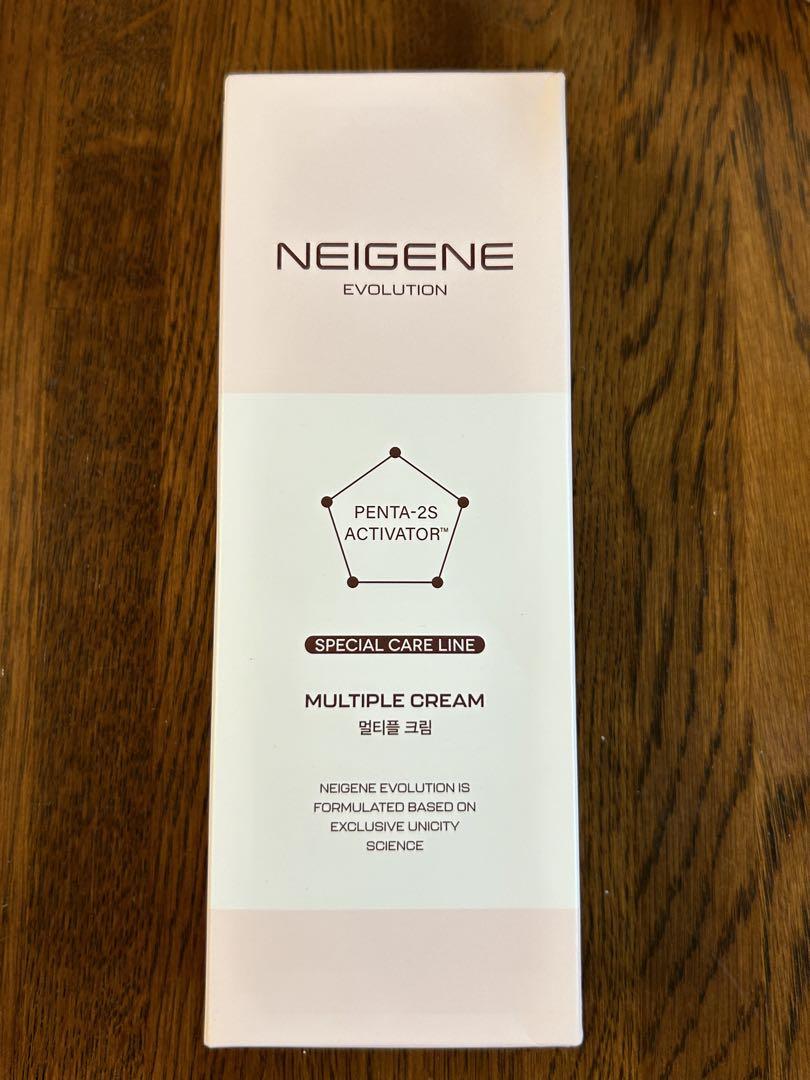 NEIGENE
EVOLUTION
PENTA-2S
ACTIVATOR™
SPECIAL CARE LINE
MULTIPLE CREAM
멀티플 크림
NEIGENE EVOLUTION IS
FORMULATED BASED ON
EXCLUSIVE UNICITY
SCIENCE